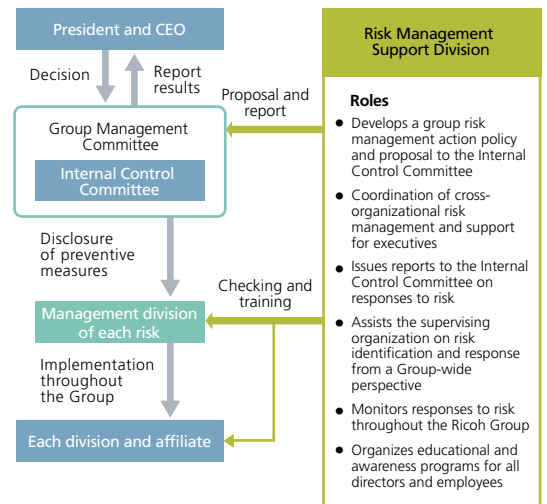 President and CEO
Decision
Report
results
Group Management
Committee
Internal Control
Committee
Disclosure
of preventive
measures
Management division
of each risk
Implementation
throughout
the Group
Each division and affiliate
Proposal and
report
Checking and
training
Risk Management
Support Division
Roles
● Develops a group risk
management action policy
and proposal to the Internal
Control Committee
● Coordination of cross-
organizational risk
management and support
for executives
● Issues reports to the Internal
Control Committee on
responses to risk
● Assists the supervising
organization on risk
identification and response
from a Group-wide
perspective
● Monitors responses to risk
throughout the Ricoh Group
● Organizes educational and
awareness programs for all
directors and employees